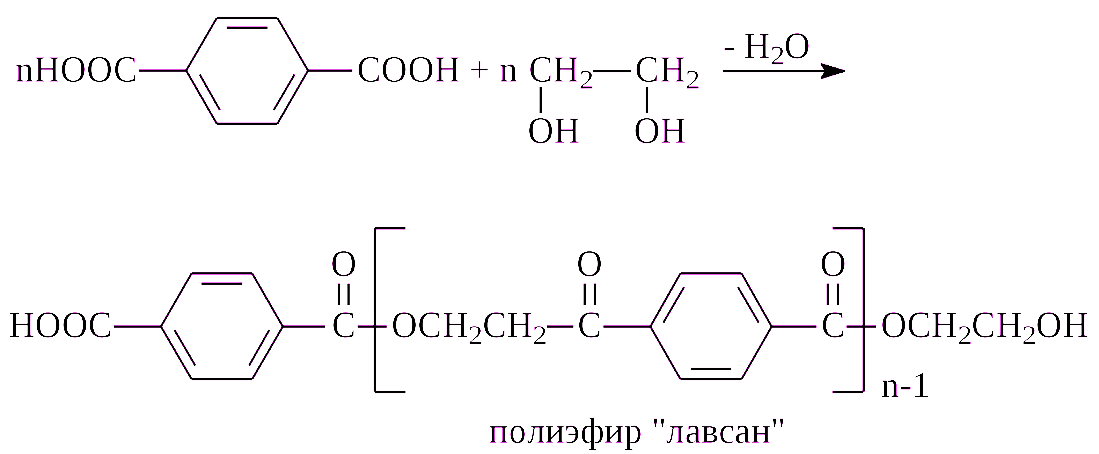 nHOOC COOH + n CH₂ CH₂ - H₂O
OH OH
O O O
HOOC C OCH₂CH₂ C C OCH₂CH₂OH
n-1
полиэфир "лавсан"